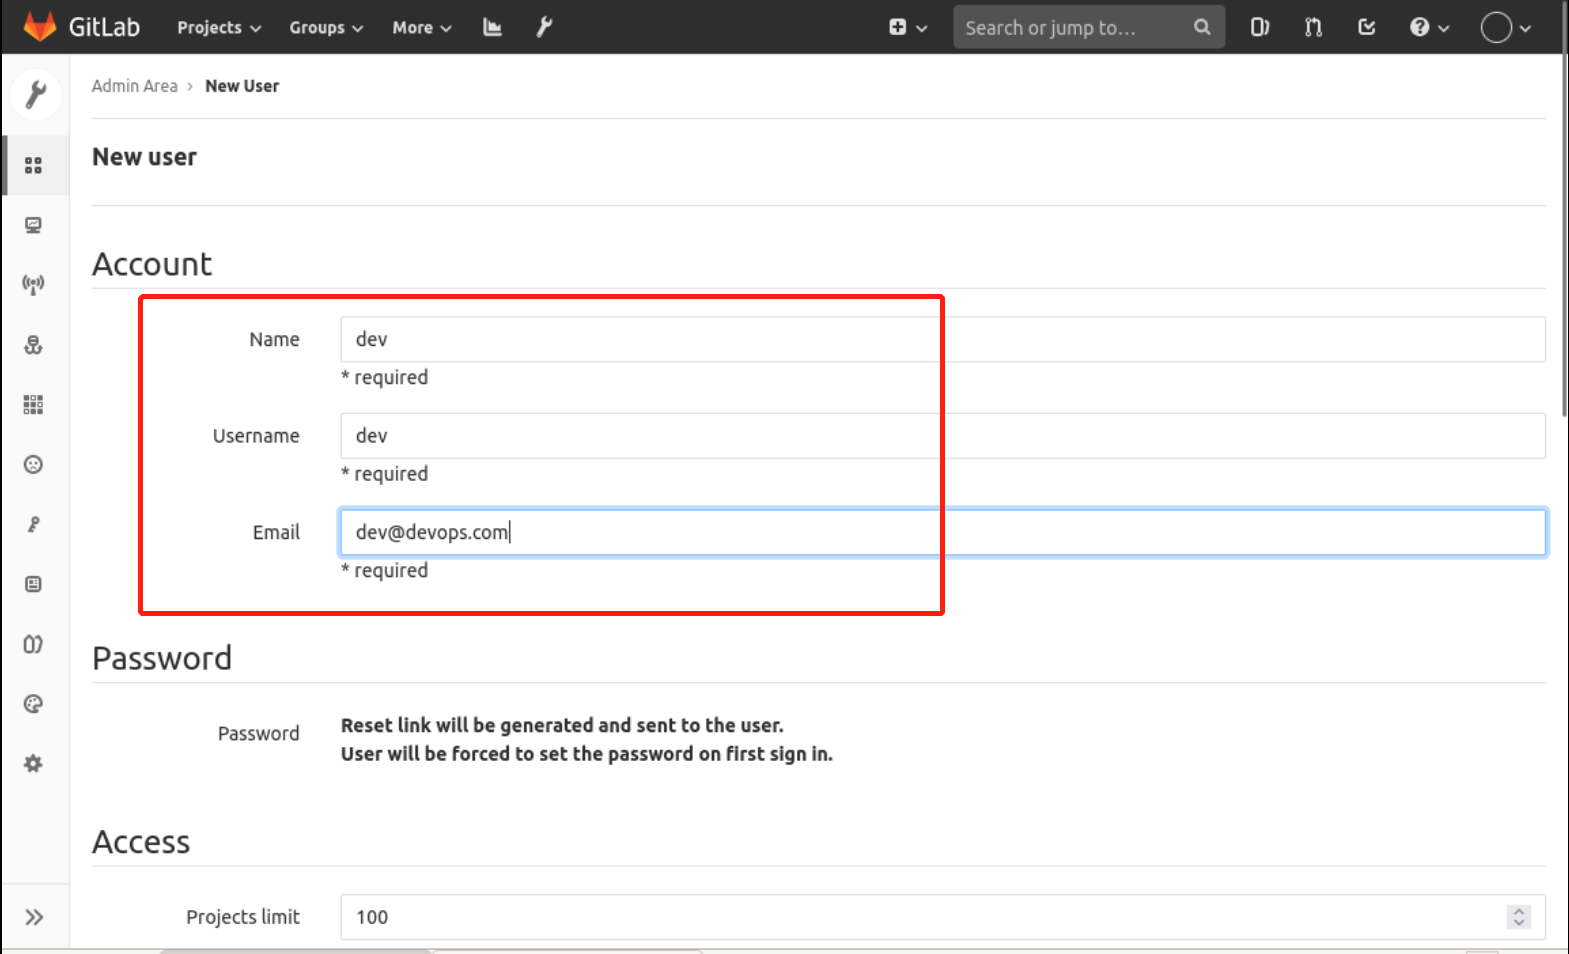 GitLab Projects Groups More Search or jump to...
Admin Area › New User
New user
Account
Name dev
* required
Username dev
* required
Email dev@devops.com
* required
Password
Password Reset link will be generated and sent to the user.
User will be forced to set the password on first sign in.
Access
Projects limit 100